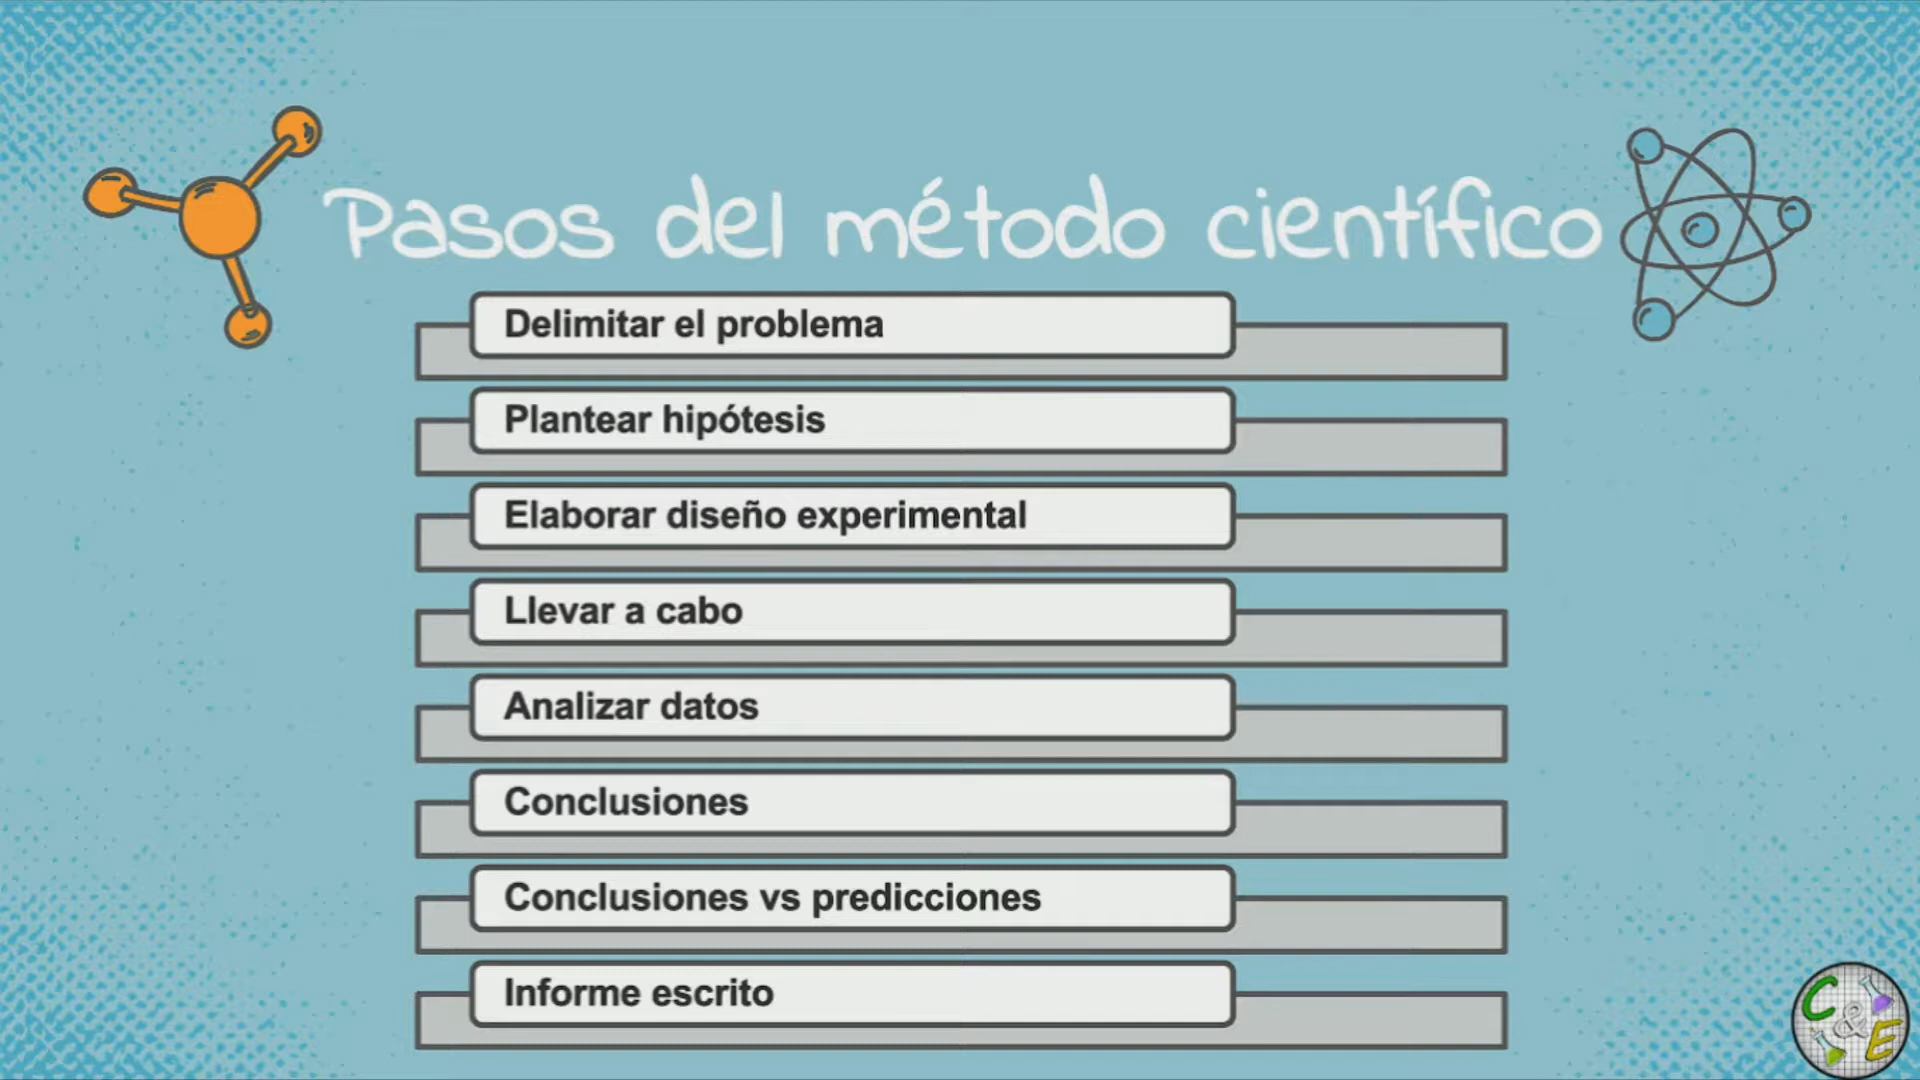 Pasos del método científico
Delimitar el problema
Plantear hipótesis
Elaborar diseño experimental
Llevar a cabo
Analizar datos
Conclusiones
Conclusiones vs predicciones
Informe escrito
C&E